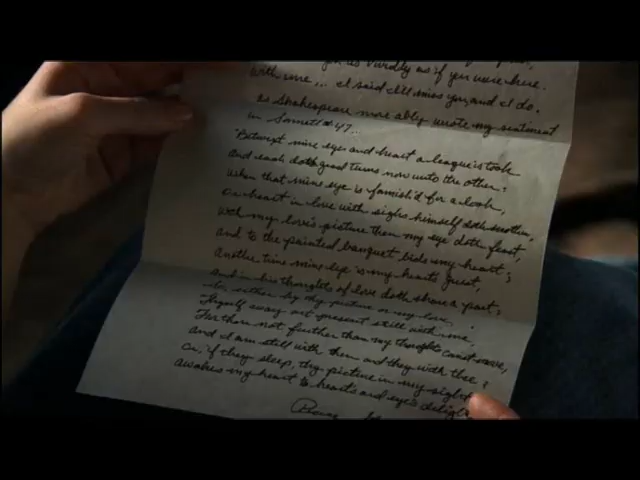 you as vividly as if you were here.
with me... I said I'll miss you, and I do.
As Shakespeare more ably wrote my sentiment
in Sonnet #47...
"Betwixt mine eye and heart a league is took
And each doth good turns now unto the other:
When that mine eye is famish'd for a look,
Or heart in love with sighs himself doth smother,
With my love's picture then my eye doth feast,
And to the painted banquet bids my heart;
Another time mine eye is my heart's guest,
And in his thoughts of love doth share a part;
So either by thy picture or my love,
Thyself away art present still with me,
For thou not further than my thoughts canst move,
And I am still with them and they with thee;
Or, if they sleep, thy picture in my sight
Awakes my heart to heart's and eye's delight